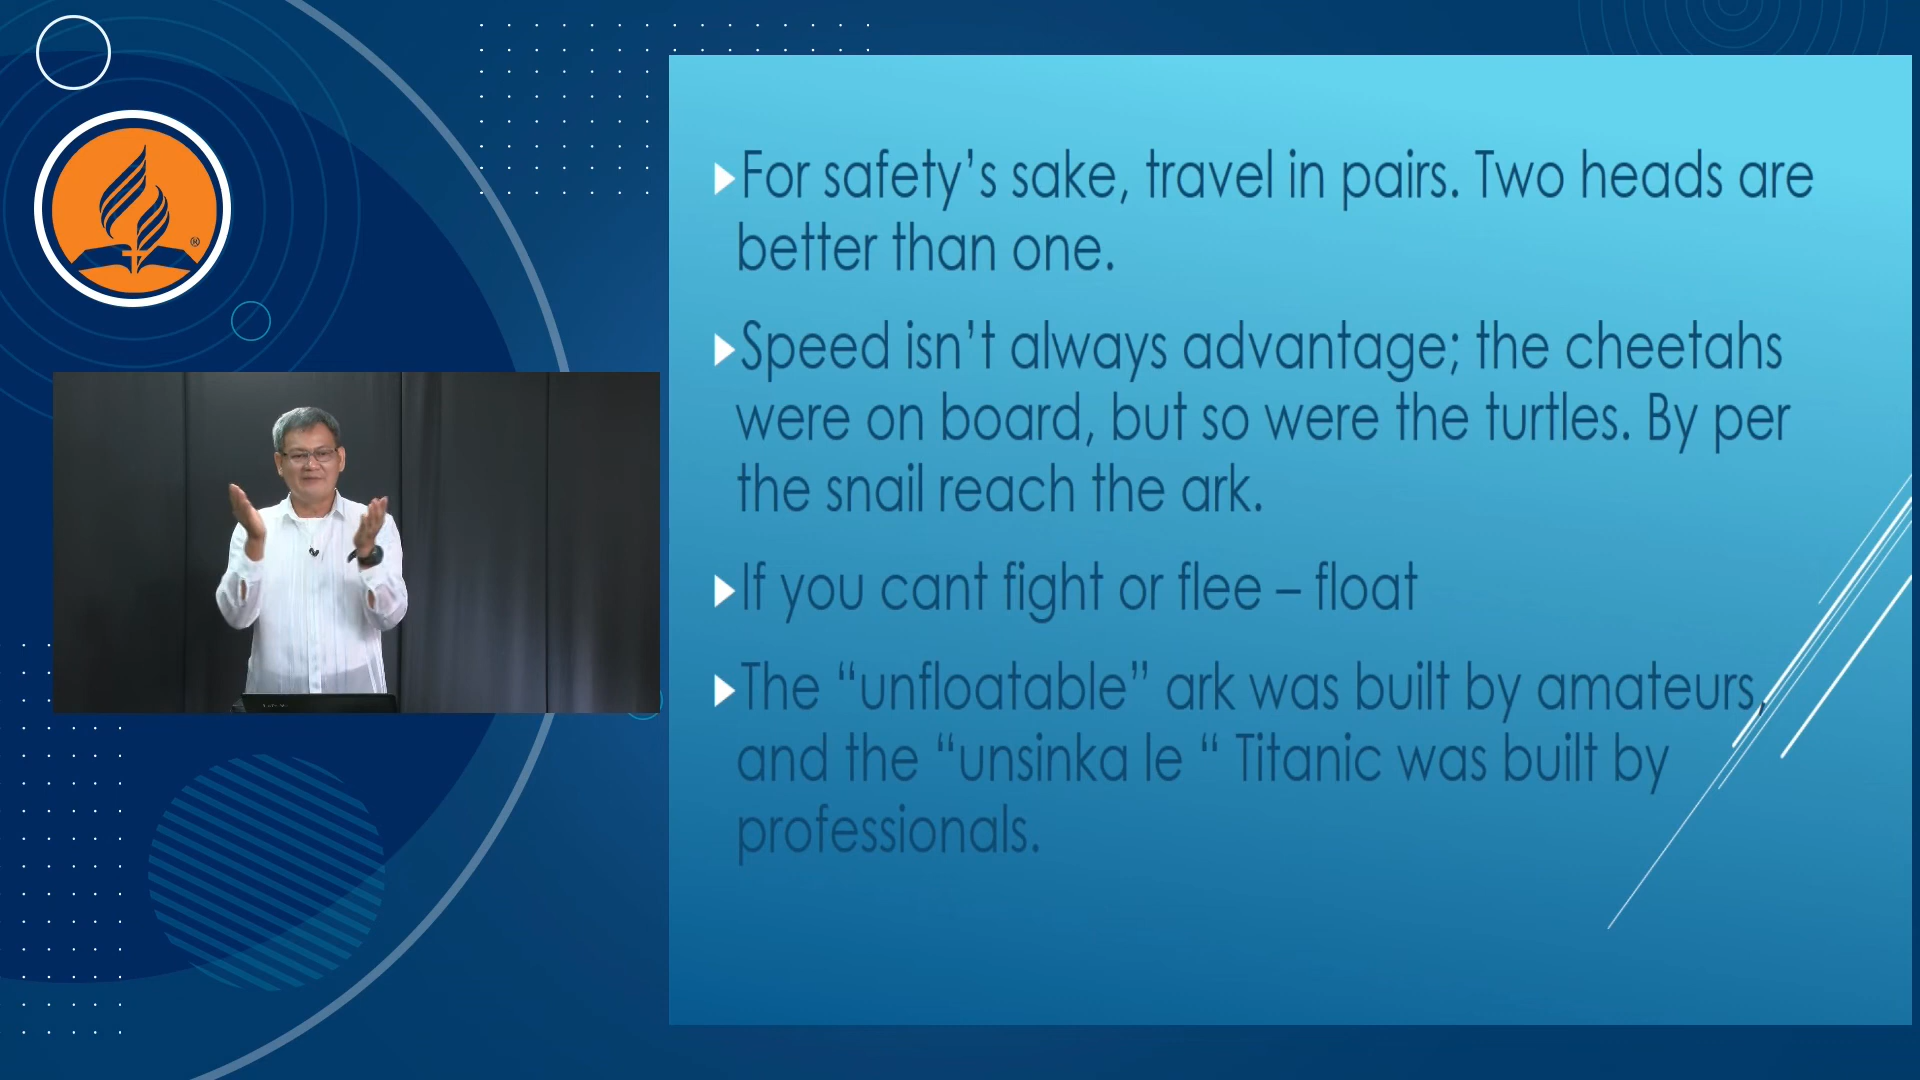 For safety’s sake, travel in pairs. Two heads are
better than one.
Speed isn’t always advantage; the cheetahs
were on board, but so were the turtles. By per
the snail reach the ark.
If you cant fight or flee – float
The “unfloatable” ark was built by amateurs,
and the “unsinka le “ Titanic was built by
professionals.
®